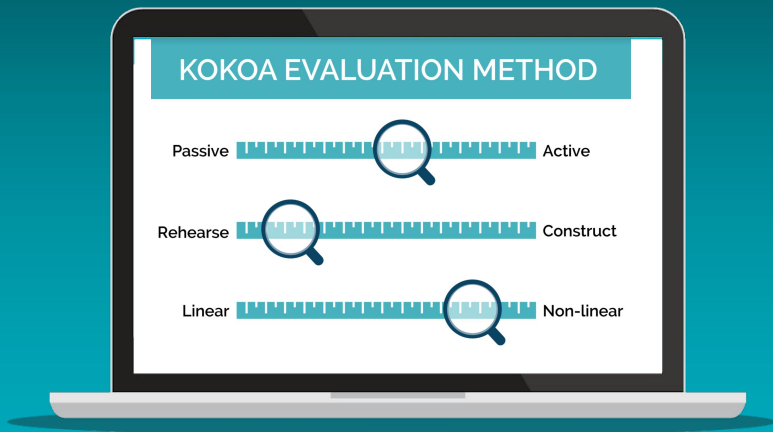 KOKOA EVALUATION METHOD
Passive Active
Rehearse Construct
Linear Non-linear